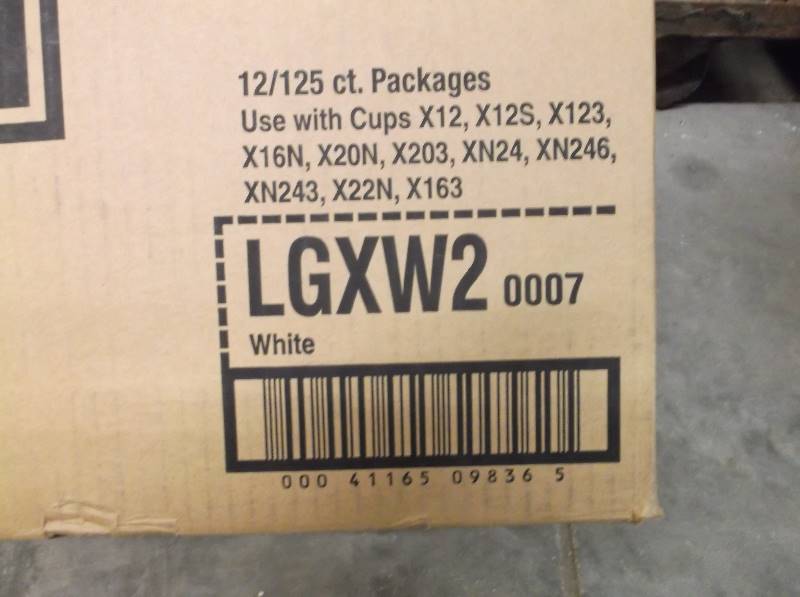 12/125 ct. Packages
Use with Cups X12, X12S, X123,
X16N, X20N, X203, XN24, XN246,
XN243, X22N, X163
LGXW2 0007
White
000 41165 09836 5